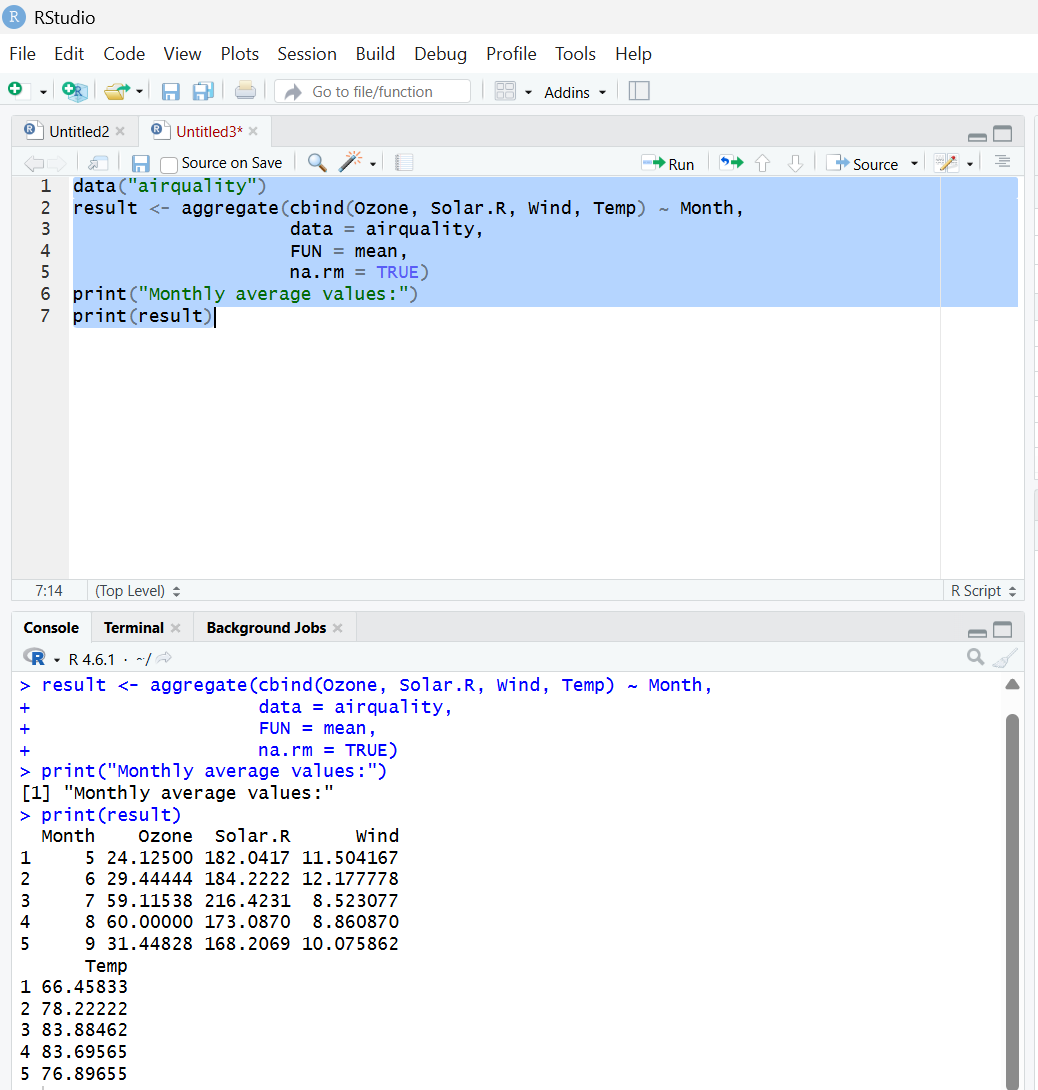 RStudio
File Edit Code View Plots Session Build Debug Profile Tools Help
Go to file/function Addins
Untitled2 Untitled3*
Source on Save Run Source
1 data("airquality")
2 result <- aggregate(cbind(Ozone, Solar.R, Wind, Temp) ~ Month,
3                     data = airquality,
4                     FUN = mean,
5                     na.rm = TRUE)
6 print("Monthly average values:")
7 print(result)
7:14 (Top Level) R Script
Console Terminal Background Jobs
R 4.6.1 · ~/
> result <- aggregate(cbind(Ozone, Solar.R, Wind, Temp) ~ Month,
+                     data = airquality,
+                     FUN = mean,
+                     na.rm = TRUE)
> print("Monthly average values:")
[1] "Monthly average values:"
> print(result)
  Month    Ozone  Solar.R      Wind
1     5 24.12500 182.0417 11.504167
2     6 29.44444 184.2222 12.177778
3     7 59.11538 216.4231  8.523077
4     8 60.00000 173.0870  8.860870
5     9 31.44828 168.2069 10.075862
      Temp
1 66.45833
2 78.22222
3 83.88462
4 83.69565
5 76.89655